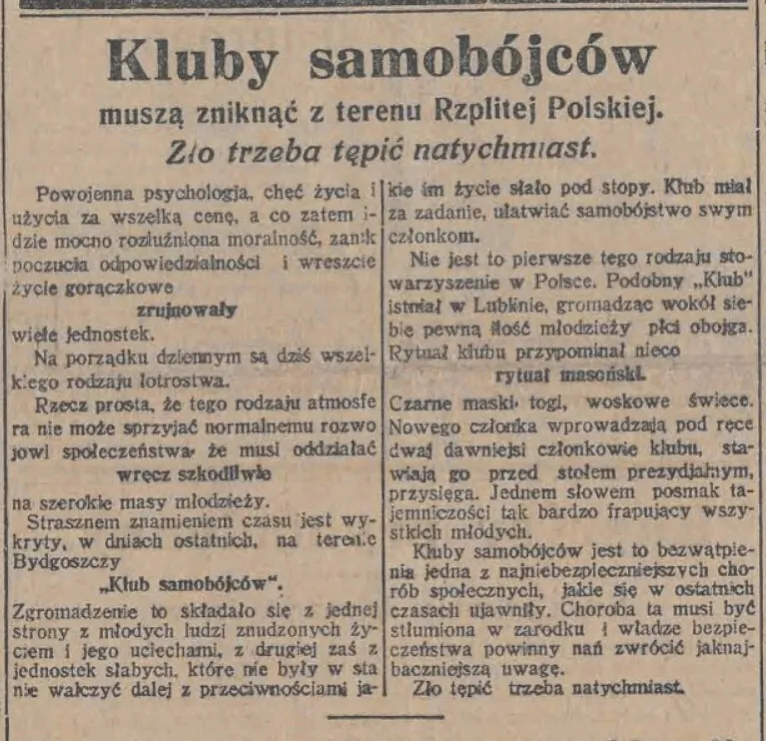 Kluby samobójców
muszą zniknąć z terenu Rzplitej Polskiej.
Zło trzeba tępić natychmiast.
Powojenna psychologja, chęć życia i
użycia za wszelką cenę, a co zatem i-
dzie mocno rozluźniona moralność, zanik
poczucia odpowiedzialności i wreszcie
życie gorączkowe
zrujnowały
wiele jednostek.
Na porządku dziennym są dziś wszel-
kiego rodzaju łotrostwa.
Rzecz prosta, że tego rodzaju atmosfe
ra nie może sprzyjać normalnemu rozwo
jowi społeczeństwa, że musi oddziałać
wręcz szkodliwie
na szerokie masy młodzieży.
Strasznem znamieniem czasu jest wy-
kryty, w dniach ostatnich, na terenie
Bydgoszczy
„Klub samobójców“.
Zgromadzenie to składało się z jednej
strony z młodych ludzi znudzonych ży-
ciem i jego uciechami, z drugiej zaś z
jednostek słabych, które nie były w sta
nie walczyć dalej z przeciwnościami ja-
kie im życie słało pod stopy. Klub miał
za zadanie, ułatwiać samobójstwo swym
członkom.
Nie jest to pierwsze tego rodzaju sto-
warzyszenie w Polsce. Podobny „Klub“
istniał w Lublinie, gromadząc wokół sie-
bie pewną ilość młodzieży płci obojga.
Rytuał klubu przypominał nieco
rytuał masoński.
Czarne maski, togi, woskowe świece.
Nowego członka wprowadzają pod ręce
dwaj dawniejsi członkowie klubu, sta-
wiają go przed stołem prezydjalnym,
przysięga. Jednem słowem posmak ta-
jemniczości tak bardzo frapujący wszy-
stkich młodych.
Kluby samobójców jest to bezwątpie-
nia jedna z najniebezpieczniejszych cho-
rób społecznych, jakie się w ostatnich
czasach ujawniły. Choroba ta musi być
stłumiona w zarodku i władze bezpie-
czeństwa powinny nań zwrócić jaknaj-
baczniejszą uwagę.
Zło tępić trzeba natychmiast.